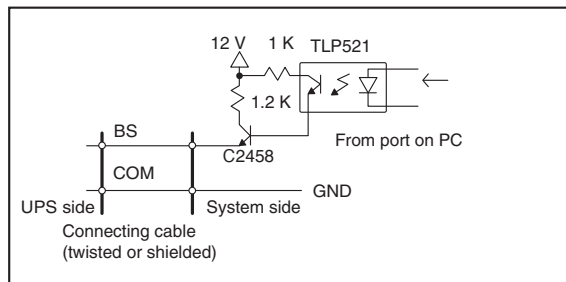 12 V
1 K
TLP521
1.2 K
BS
C2458
From port on PC
COM
GND
UPS side
System side
Connecting cable
(twisted or shielded)